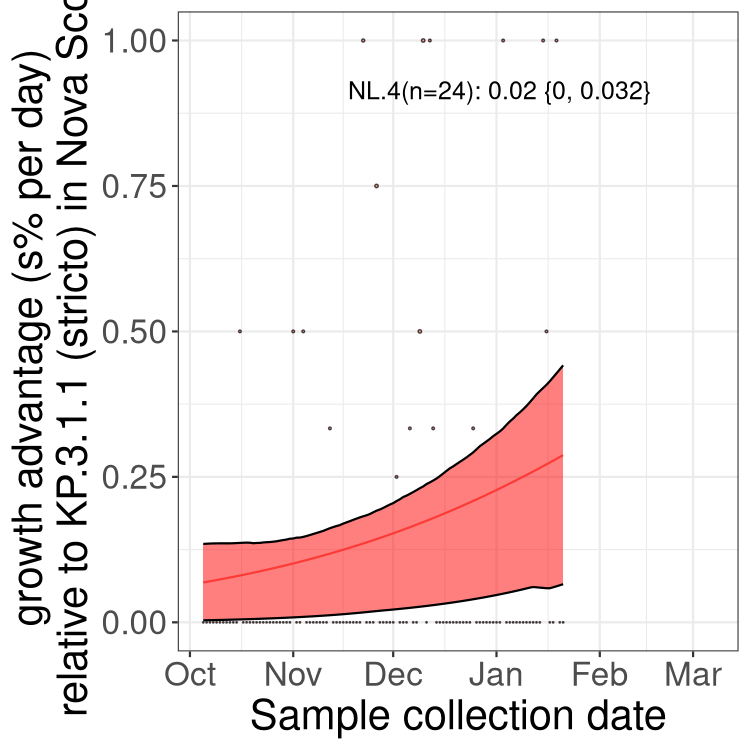 growth advantage (s% per day)
relative to KP.3.1.1 (stricto) in Nova
1.00
0.75
0.50
0.25
0.00
NL.4(n=24): 0.02 {0, 0.032}
Oct Nov Dec Jan Feb Mar
Sample collection date